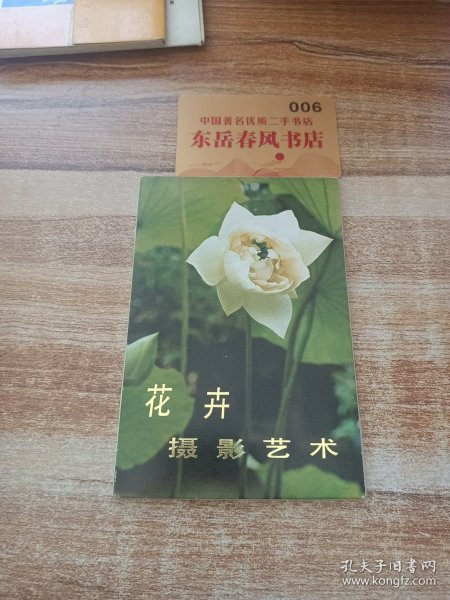 006
中国著名优质二手书店
东岳春风书店
花卉
摄影艺术
孔夫子旧书网
www.kongfz.com